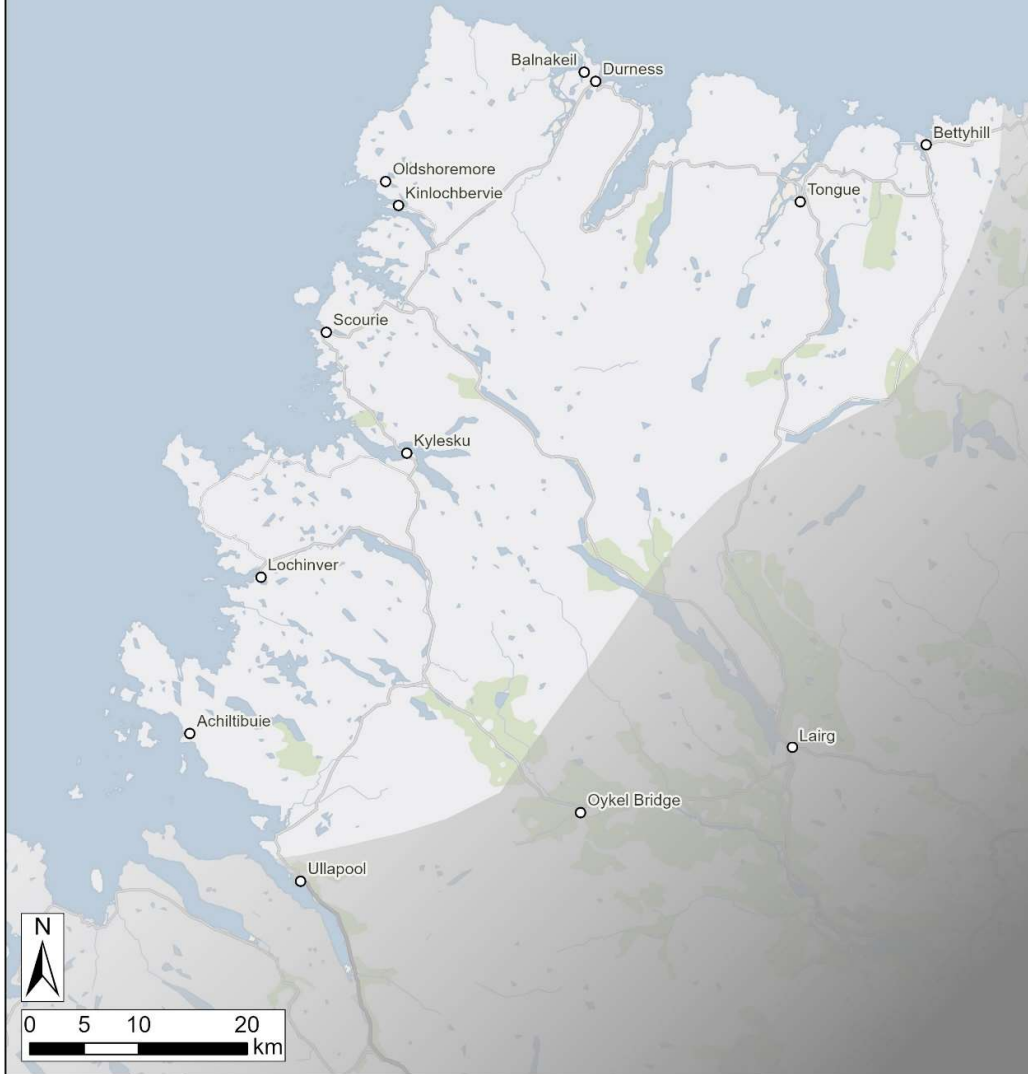 Balnakeil
Durness
Bettyhill
Oldshoremore
Kinlochbervie
Tongue
Scourie
Kylesku
Lochinver
Achiltibuie
Lairg
Oykel Bridge
Ullapool
N
0 5 10 20
km